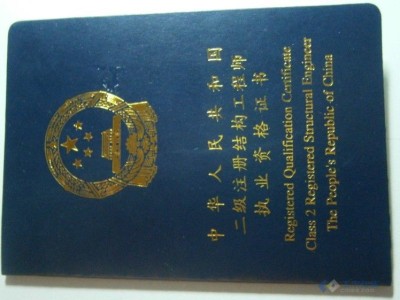 中华人民共和国
二级注册结构工程师
执业资格证书
Registered Qualification Certificate
Class 2 Registered Structural Engineer
The People's Republic of China